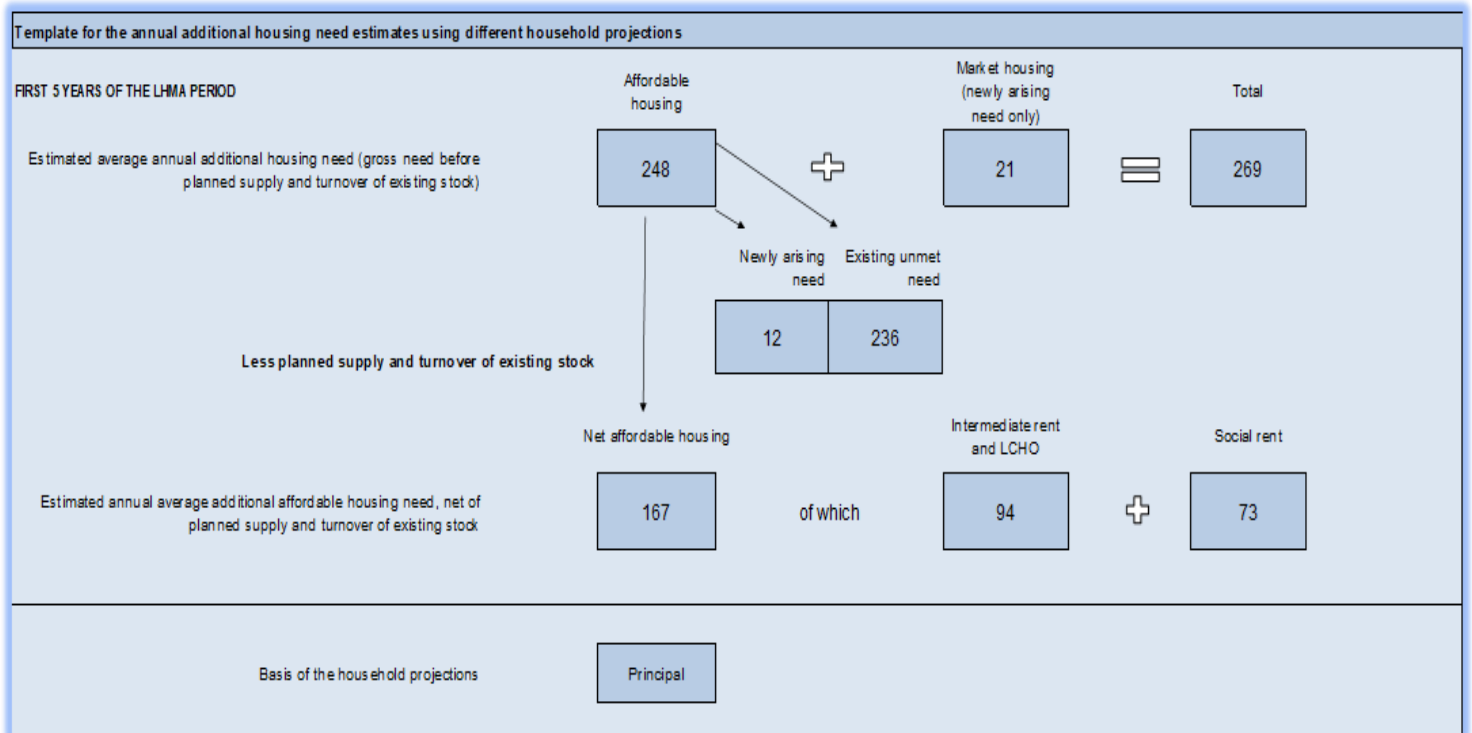 Template for the annual additional housing need estimates using different household projections
FIRST 5 YEARS OF THE LHMA PERIOD
Affordable
housing
Market housing
(newly arising
need only)
Total
Estimated average annual additional housing need (gross need before
planned supply and turnover of existing stock)
248
21
269
Newly arising
need
Existing unmet
need
12
236
Less planned supply and turnover of existing stock
Net affordable housing
Intermediate rent
and LCHO
Social rent
Estimated annual average additional affordable housing need, net of
planned supply and turnover of existing stock
167
of which
94
73
Basis of the household projections
Principal